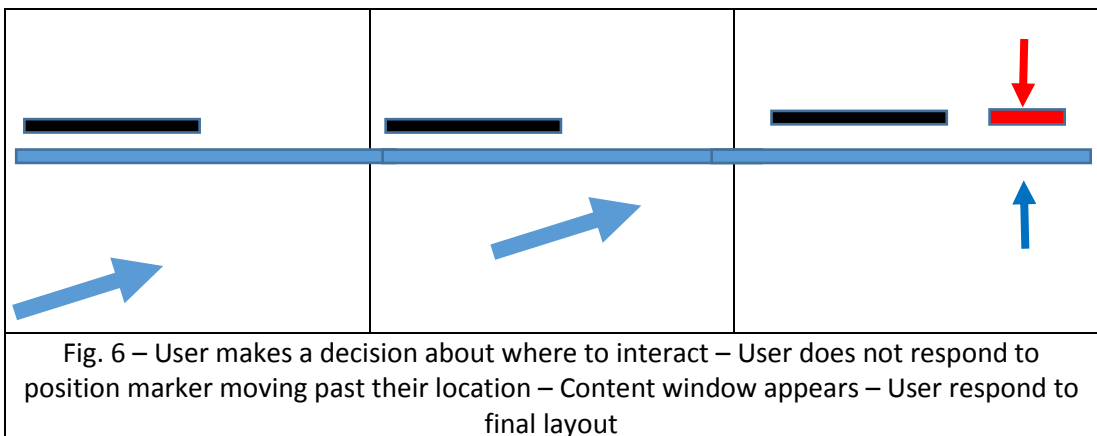 Fig. 6 – User makes a decision about where to interact – User does not respond to
position marker moving past their location – Content window appears – User respond to
final layout